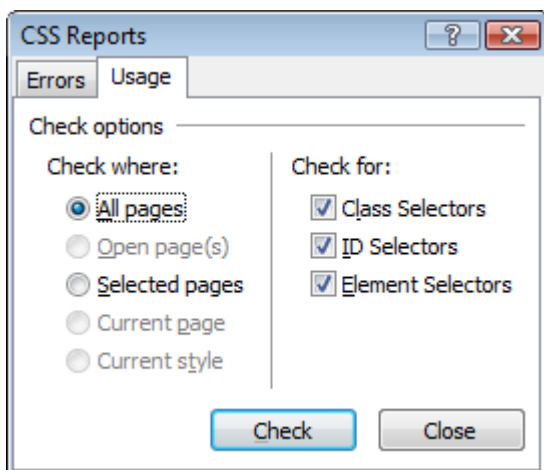 CSS Reports
Errors
Usage
Check options
Check where:
All pages
Open page(s)
Selected pages
Current page
Current style
Check for:
Class Selectors
ID Selectors
Element Selectors
Check
Close